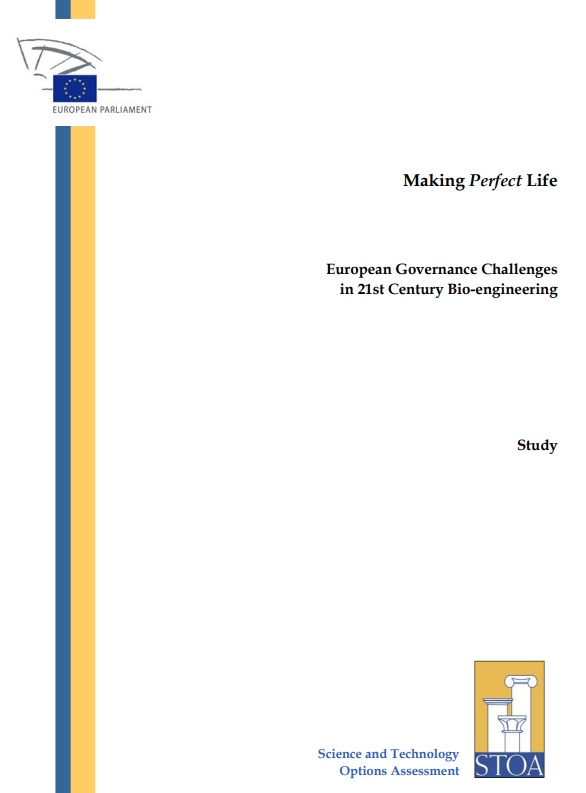 EUROPEAN PARLIAMENT
Making Perfect Life
European Governance Challenges
in 21st Century Bio-engineering
Study
Science and Technology
Options Assessment
STOA